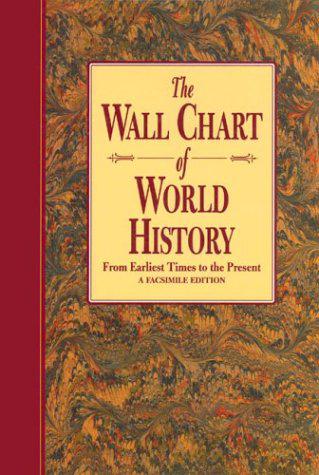 The
WALL CHART
of
WORLD
HISTORY
From Earliest Times to the Present
A FACSIMILE EDITION